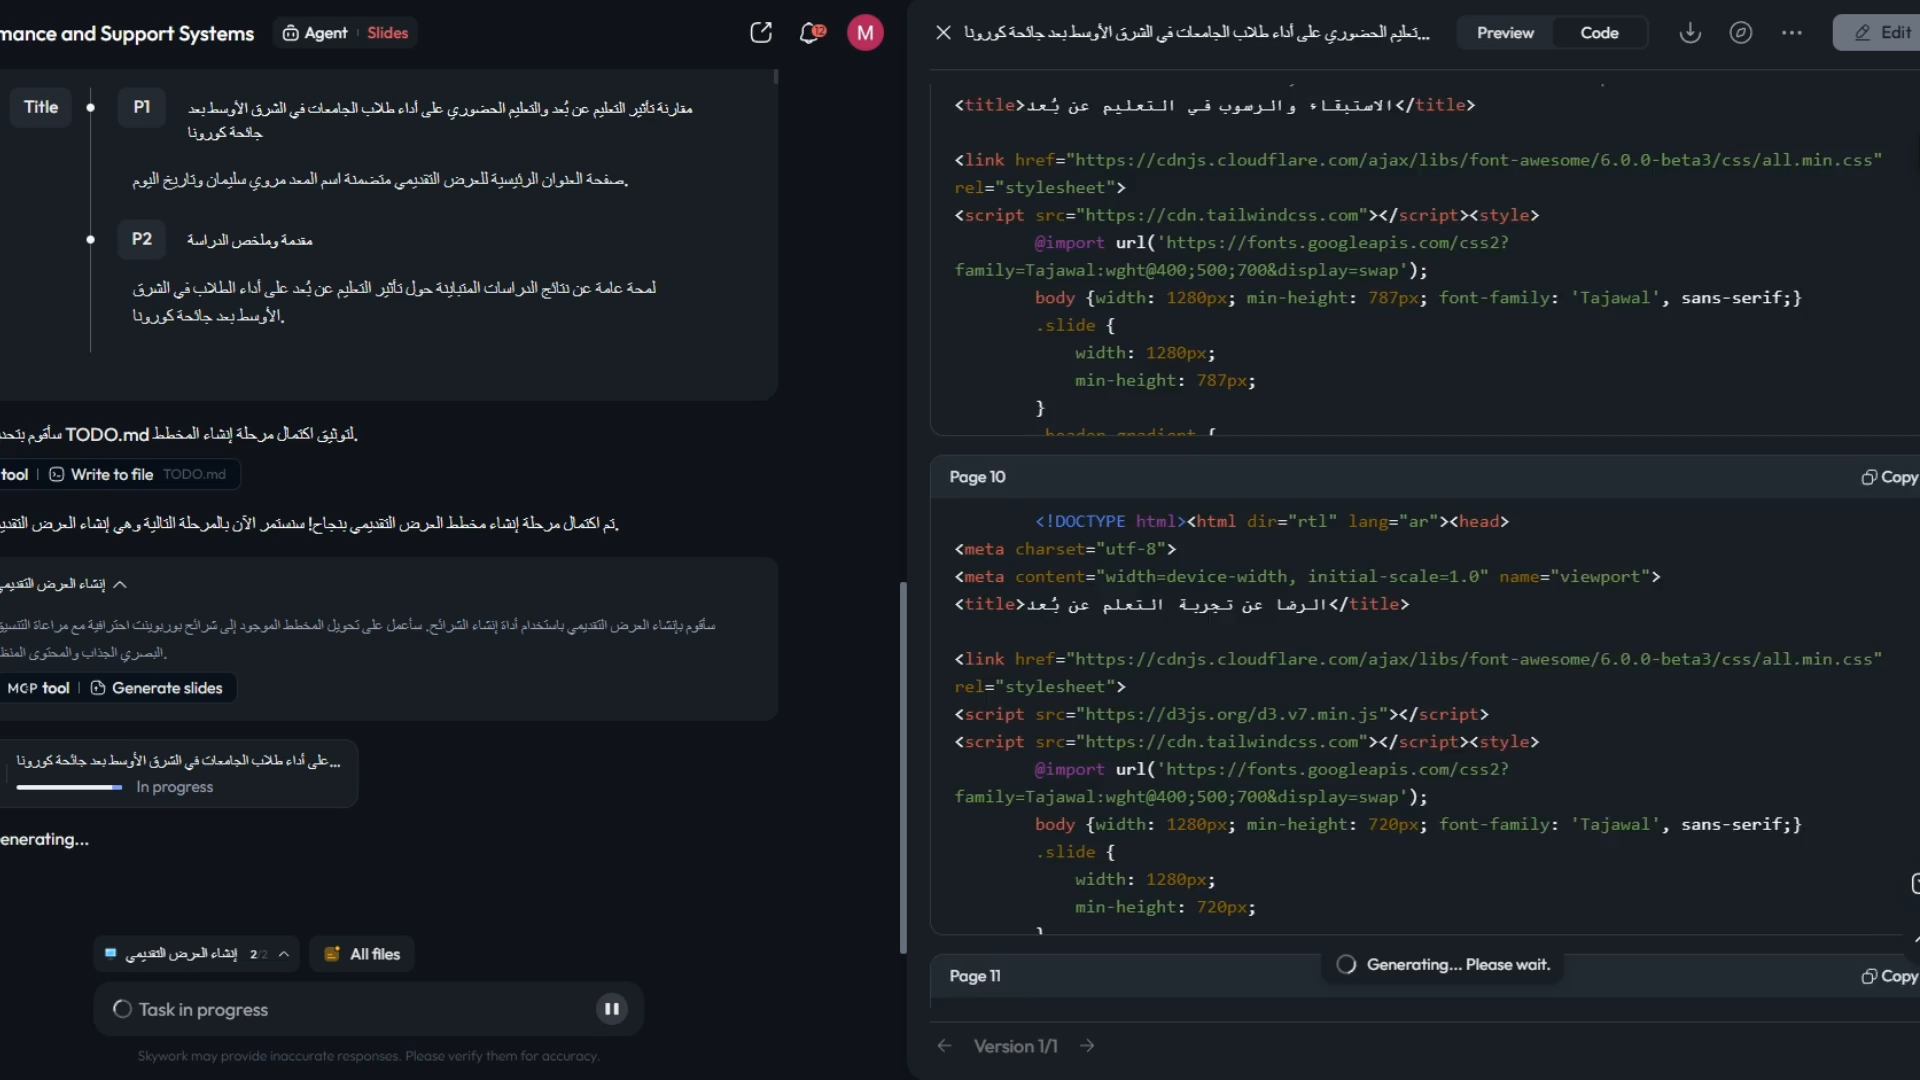 mance and Support Systems
Agent
Slides
12
M
Title
P1
مقارنة تأثير التعليم عن بُعد والتعليم الحضوري على أداء طلاب الجامعات في الشرق الأوسط بعد
جائحة كورونا
صفحة العنوان الرئيسية للعرض التقديمي متضمنة اسم المعد مروي سليمان وتاريخ اليوم.
P2
مقدمة وملخص الدراسة
لمحة عامة عن نتائج الدراسات المتباينة حول تأثير التعليم عن بُعد على أداء الطلاب في الشرق
الأوسط بعد جائحة كورونا.
سأقوم بتحد TODO.md لتوثيق اكتمال مرحلة إنشاء المخطط.
tool
Write to file TODO.md
تم اكتمال مرحلة إنشاء مخطط العرض التقديمي بنجاح! سنستمر الآن بالمرحلة التالية وهي إنشاء العرض التقدي
إنشاء العرض التقديمي
سأقوم بإنشاء العرض التقديمي باستخدام أداة إنشاء الشرائح. سأعمل على تحويل المخطط الموجود إلى شرائح بوربوينت احترافية مع مراعاة التنسيق
البصري الجذاب والمحتوى المنظ.
MCP tool
Generate slides
على أداء طلاب الجامعات في الشرق الأوسط بعد جائحة كورونا...
In progress
enerating...
إنشاء العرض التقديمي 2/2
All files
Task in progress
Skywork may provide inaccurate responses. Please verify them for accuracy.
تعليم الحضوري على أداء طلاب الجامعات في الشرق الأوسط بعد جائحة كورونا...
Preview
Code
Edit
<title>الاستبقاء والرسوب في التعليم عن بُعد</title>
<link href="https://cdnjs.cloudflare.com/ajax/libs/font-awesome/6.0.0-beta3/css/all.min.css"
rel="stylesheet">
<script src="https://cdn.tailwindcss.com"></script><style>
@import url('https://fonts.googleapis.com/css2?
family=Tajawal:wght@400;500;700&display=swap');
body {width: 1280px; min-height: 787px; font-family: 'Tajawal', sans-serif;}
.slide {
width: 1280px;
min-height: 787px;
}
.header-gradient {
Page 10
Copy
<!DOCTYPE html><html dir="rtl" lang="ar"><head>
<meta charset="utf-8">
<meta content="width=device-width, initial-scale=1.0" name="viewport">
<title>الرضا عن تجربة التعلم عن بُعد</title>
<link href="https://cdnjs.cloudflare.com/ajax/libs/font-awesome/6.0.0-beta3/css/all.min.css"
rel="stylesheet">
<script src="https://d3js.org/d3.v7.min.js"></script>
<script src="https://cdn.tailwindcss.com"></script><style>
@import url('https://fonts.googleapis.com/css2?
family=Tajawal:wght@400;500;700&display=swap');
body {width: 1280px; min-height: 720px; font-family: 'Tajawal', sans-serif;}
.slide {
width: 1280px;
min-height: 720px;
}
Page 11
Generating... Please wait.
Copy
Version 1/1